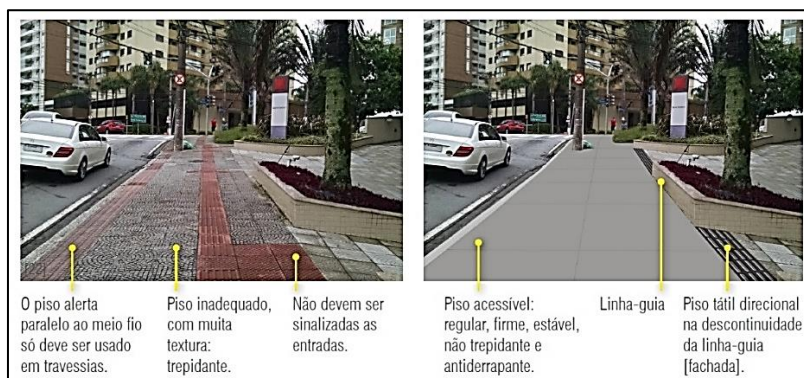 O piso alerta
paralelo ao meio fio
só deve ser usado
em travessias.
Piso inadequado,
com muita
textura:
trepidante.
Não devem ser
sinalizadas as
entradas.
Piso acessível:
regular, firme, estável,
não trepidante e
antiderrapante.
Linha-guia
Piso tátil direcional
na descontinuidade
da linha-guia
[fachada].